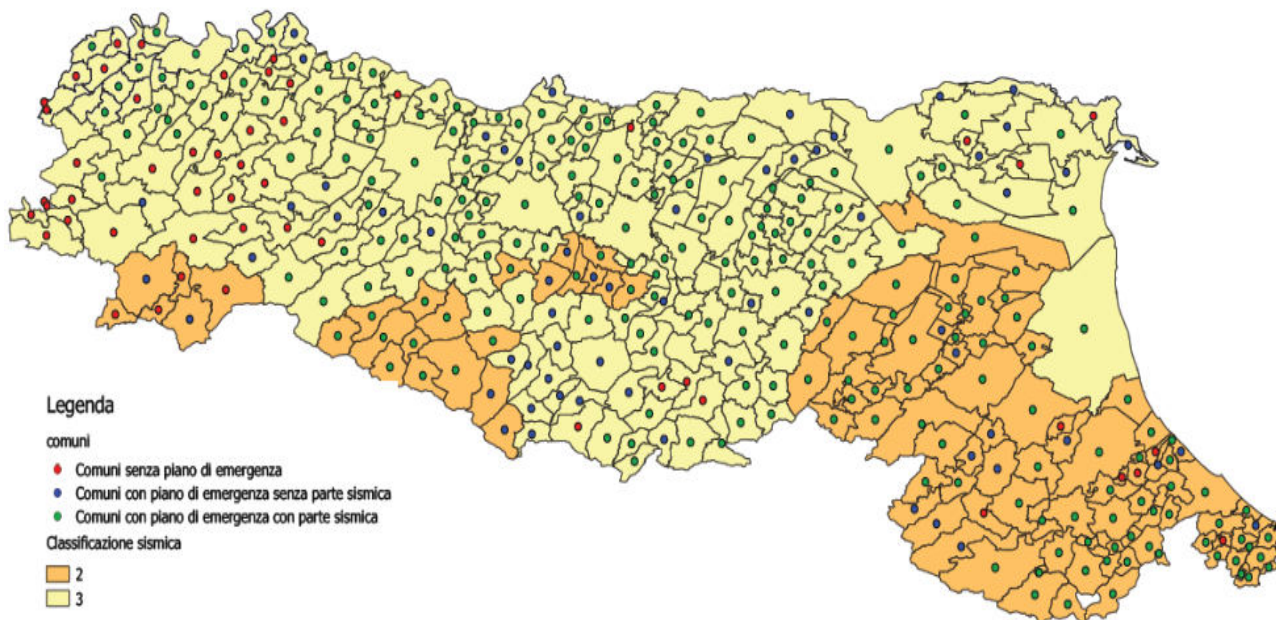 Legenda
comuni
Comuni senza piano di emergenza
Comuni con piano di emergenza senza parte sismica
Comuni con piano di emergenza con parte sismica
Classificazione sismica
2
3